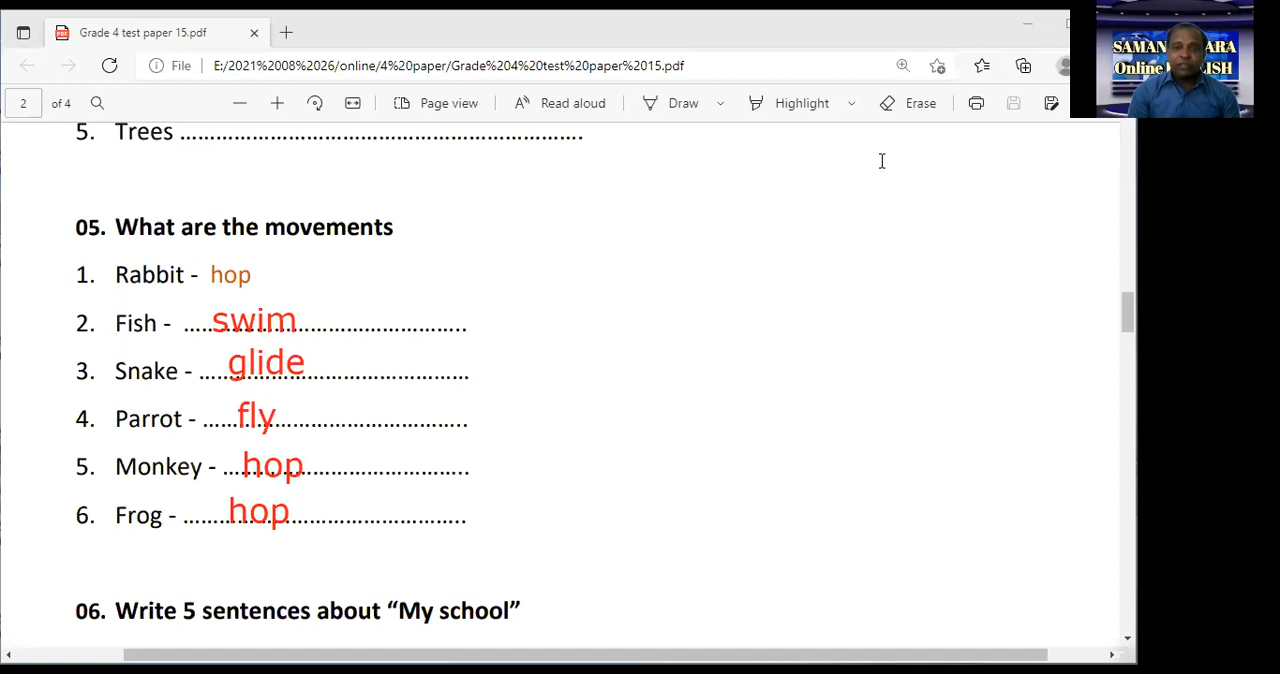 Grade 4 test paper 15.pdf
File E:/2021%2008%2026/online/4%20paper/Grade%204%20test%20paper%2015.pdf
2 of 4 Page view Read aloud Draw Highlight Erase
SAMAN ARA
Online ISH
5. Trees ……………………………………………………….
05. What are the movements
1. Rabbit - hop
2. Fish - …swim……………………..
3. Snake - …glide……………………
4. Parrot - …fly……………………..
5. Monkey - …hop……………………..
6. Frog - …hop……………………..
06. Write 5 sentences about “My school”